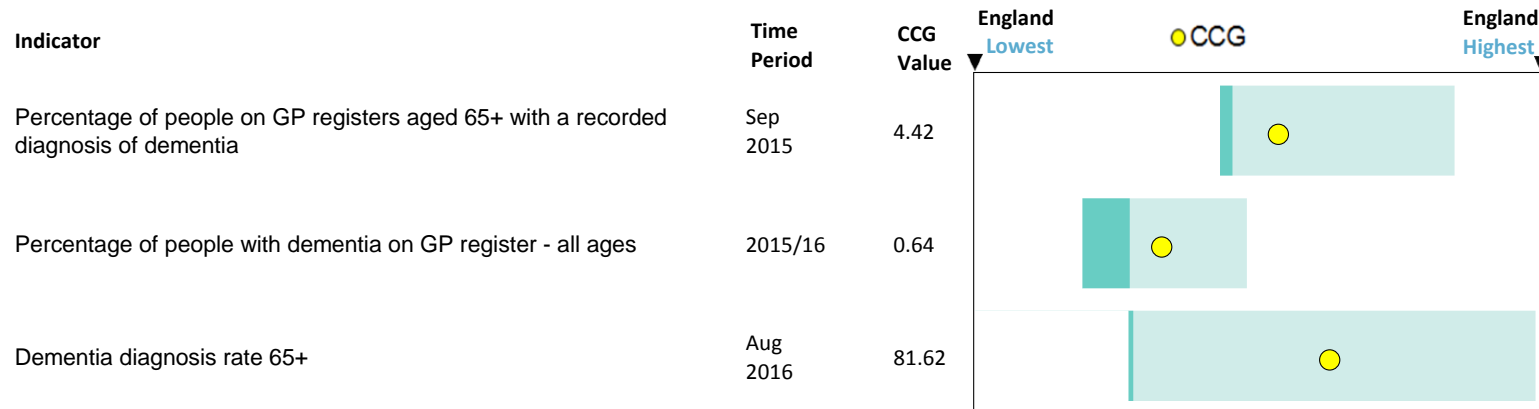 Indicator
Time
Period
CCG
Value
England
Lowest
CCG
England
Highest
Percentage of people on GP registers aged 65+ with a recorded
diagnosis of dementia
Sep
2015
4.42
Percentage of people with dementia on GP register - all ages
2015/16
0.64
Dementia diagnosis rate 65+
Aug
2016
81.62